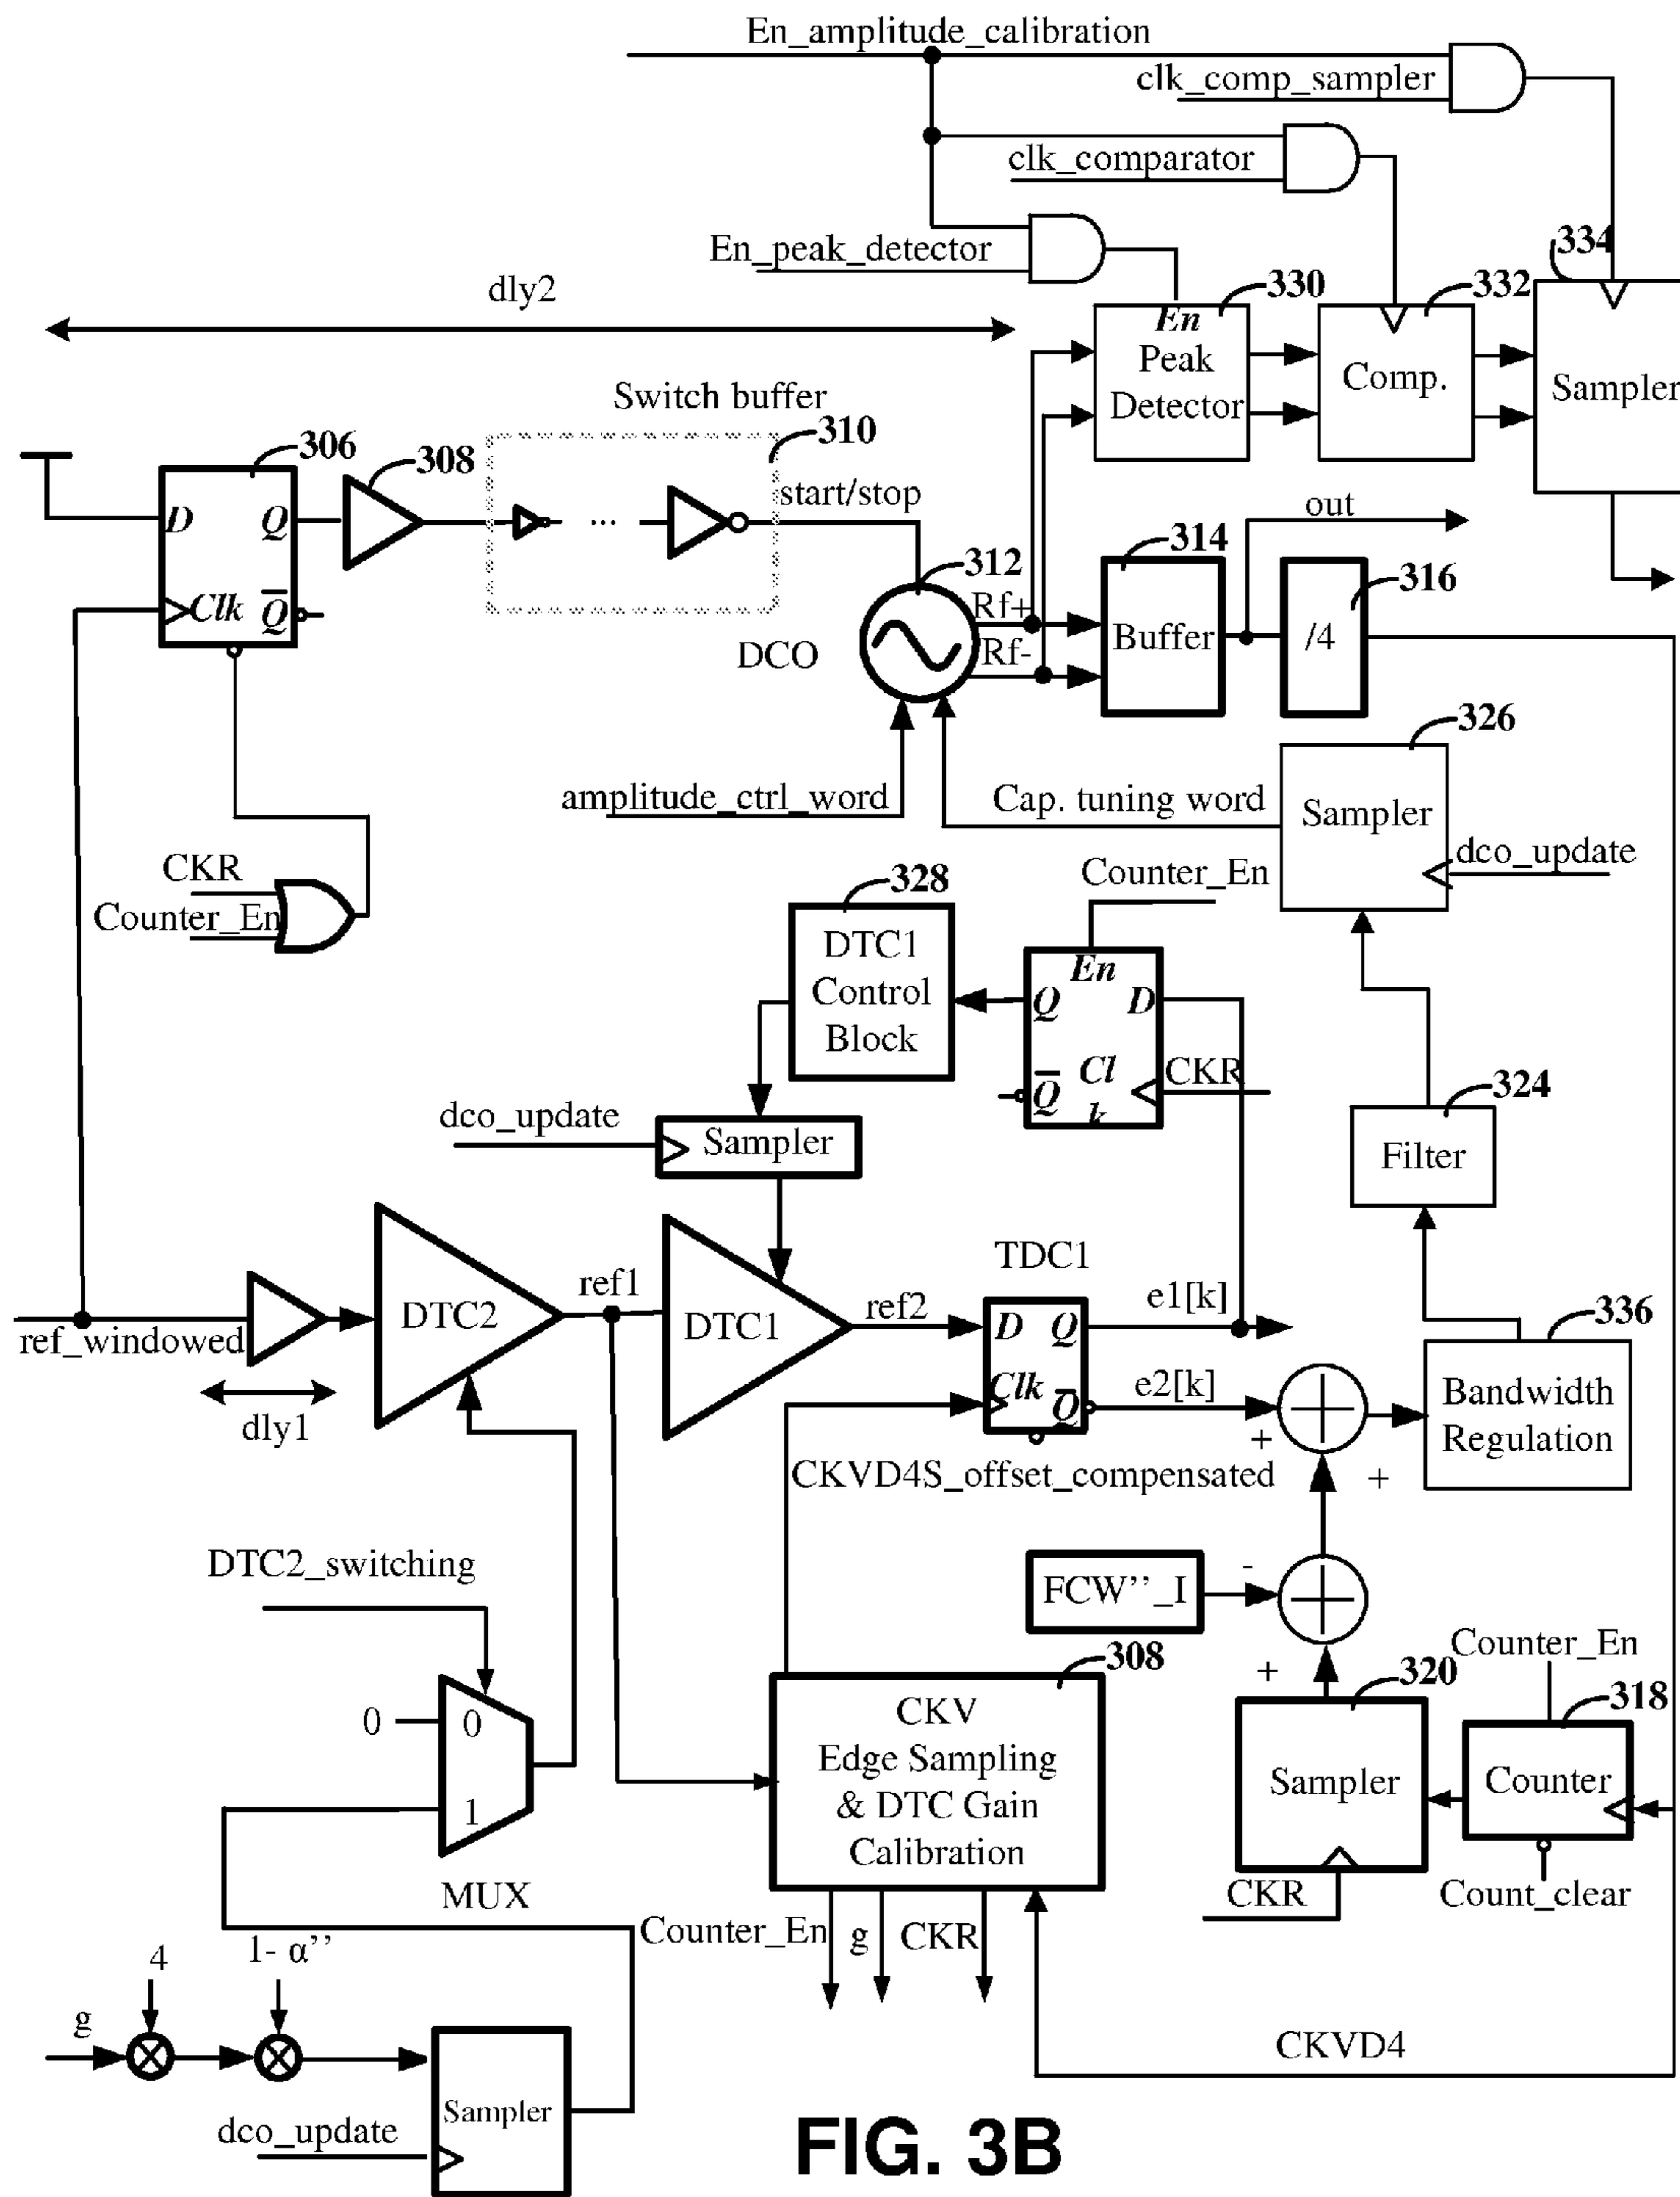 En_amplitude_calibration
clk_comp_sampler
clk_comparator
En_peak_detector
334
dly2
330
332
En
Peak
Detector
Comp.
Sampler
Switch buffer
310
306
308
start/stop
out
D
Q
314
312
316
Rf+
Clk
Q
Buffer
/4
DCO
Rf-
326
amplitude_ctrl_word
Cap. tuning word
Sampler
dco_update
CKR
Counter_En
328
Counter_En
DTC1
Control
Block
En
Q
D
Cl
k
Q
CKR
324
dco_update
Sampler
Filter
TDC1
ref1
e1[k]
DTC2
ref2
DTC1
D
Q
336
ref_windowed
Clk
Q
e2[k]
Bandwidth
Regulation
dly1
+
CKVD4S_offset_compensated
+
DTC2_switching
-
FCW’’_I
308
Counter_En
320
+
318
0
0
CKV
Edge Sampling
& DTC Gain
Calibration
Sampler
Counter
1
MUX
CKR
Count_clear
Counter_En
g
CKR
4
1- α’’
g
CKVD4
Sampler
dco_update
FIG. 3B